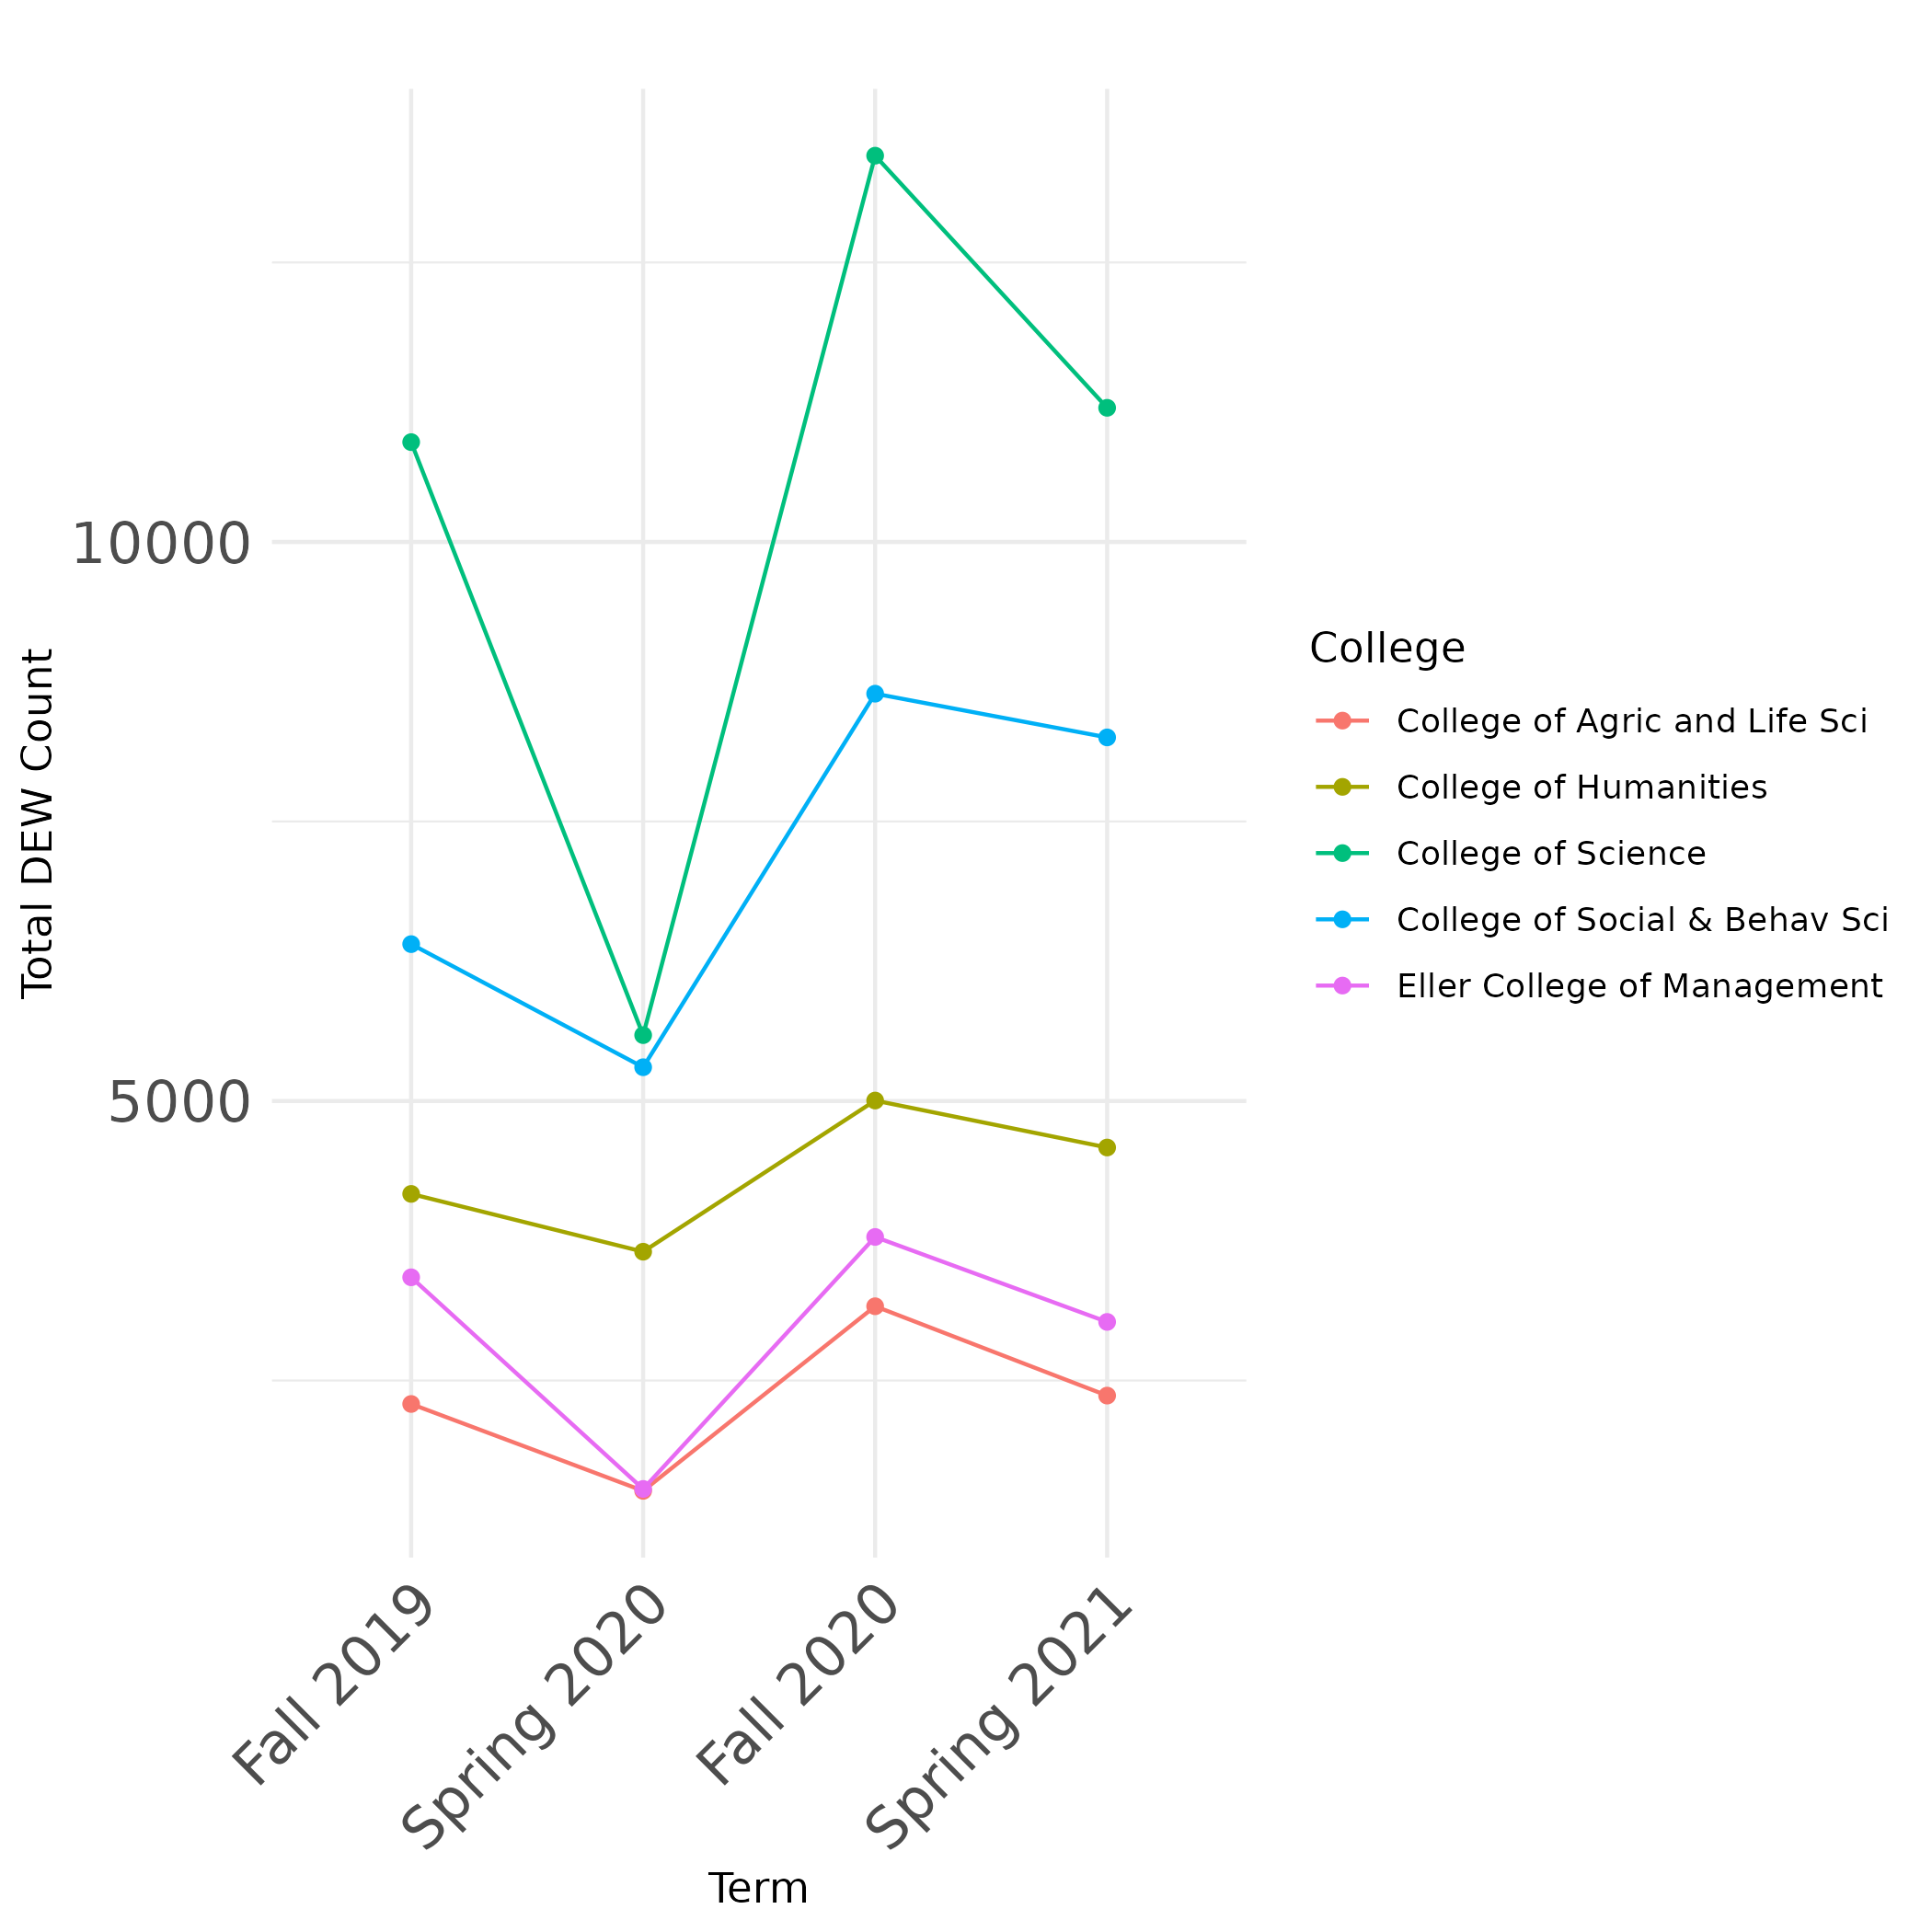 10000
5000
Total DEW Count
Fall 2019
Spring 2020
Fall 2020
Spring 2021
Term
College
College of Agric and Life Sci
College of Humanities
College of Science
College of Social & Behav Sci
Eller College of Management